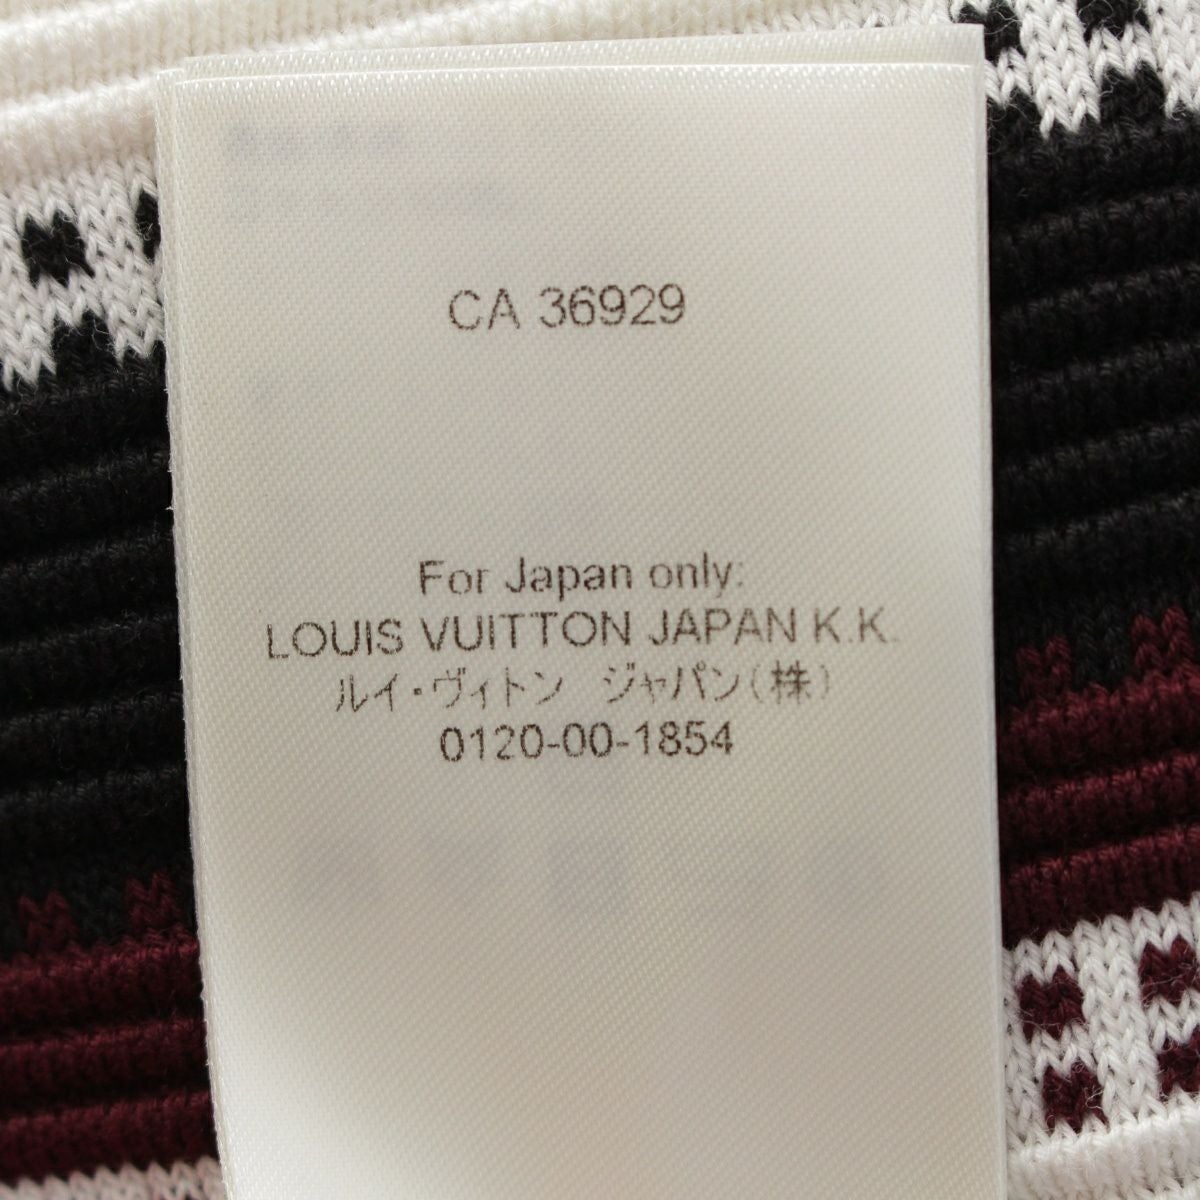 CA 36929
For Japan only:
LOUIS VUITTON JAPAN K.K.
ルイ・ヴィトン ジャパン(株)
0120-00-1854